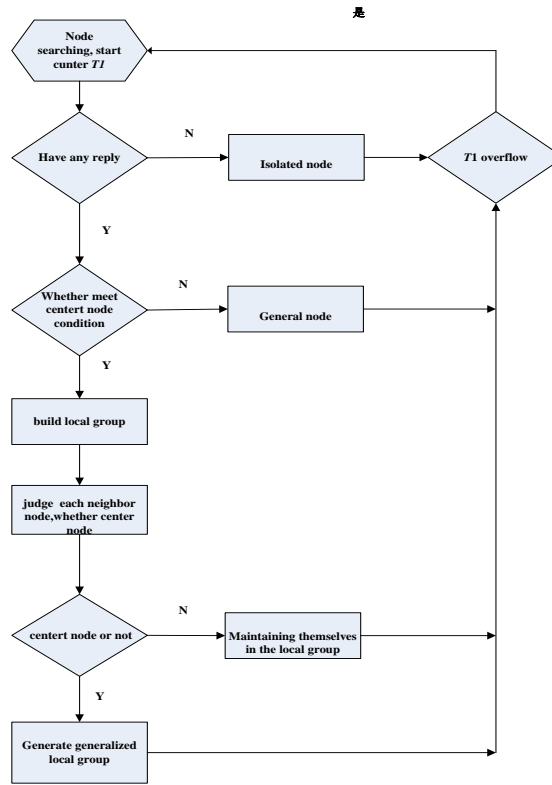 是
Node
searching, start
cunter T1
Have any reply
N
Isolated node
T1 overflow
Y
Whether meet
centert node
condition
N
General node
Y
build local group
judge each neighbor
node,whether center
node
centert node or not
N
Maintaining themselves
in the local group
Y
Generate generalized
local group